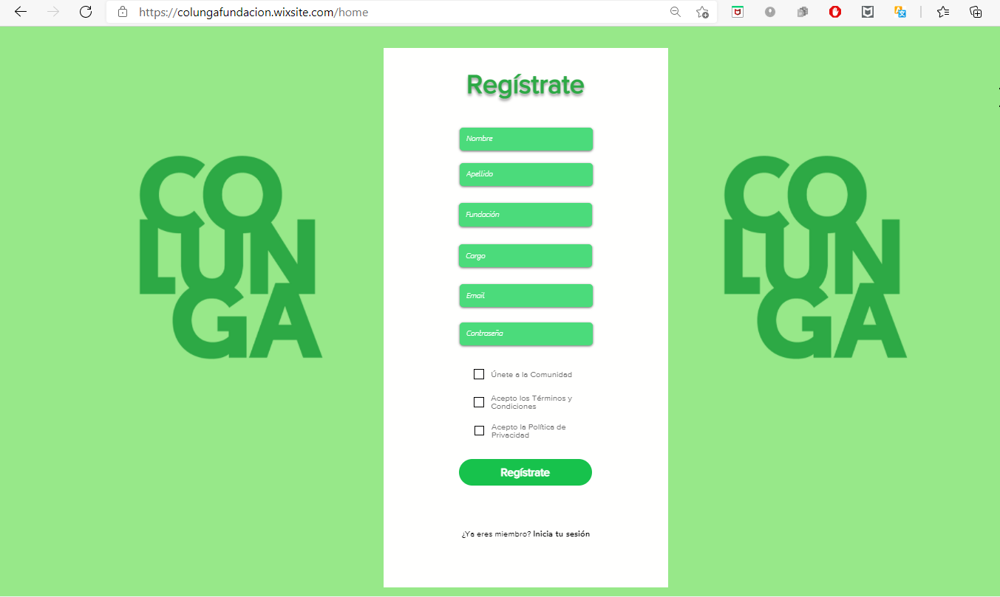 https://colungafundacion.wixsite.com/home
Regístrate
CO
LUN
GA
Nombre
Apellido
Fundación
Cargo
Email
Contraseña
Únete a la Comunidad
Acepto los Términos y
Condiciones
Acepto la Política de
Privacidad
Regístrate
¿Ya eres miembro? Inicia tu sesión
CO
LUN
GA